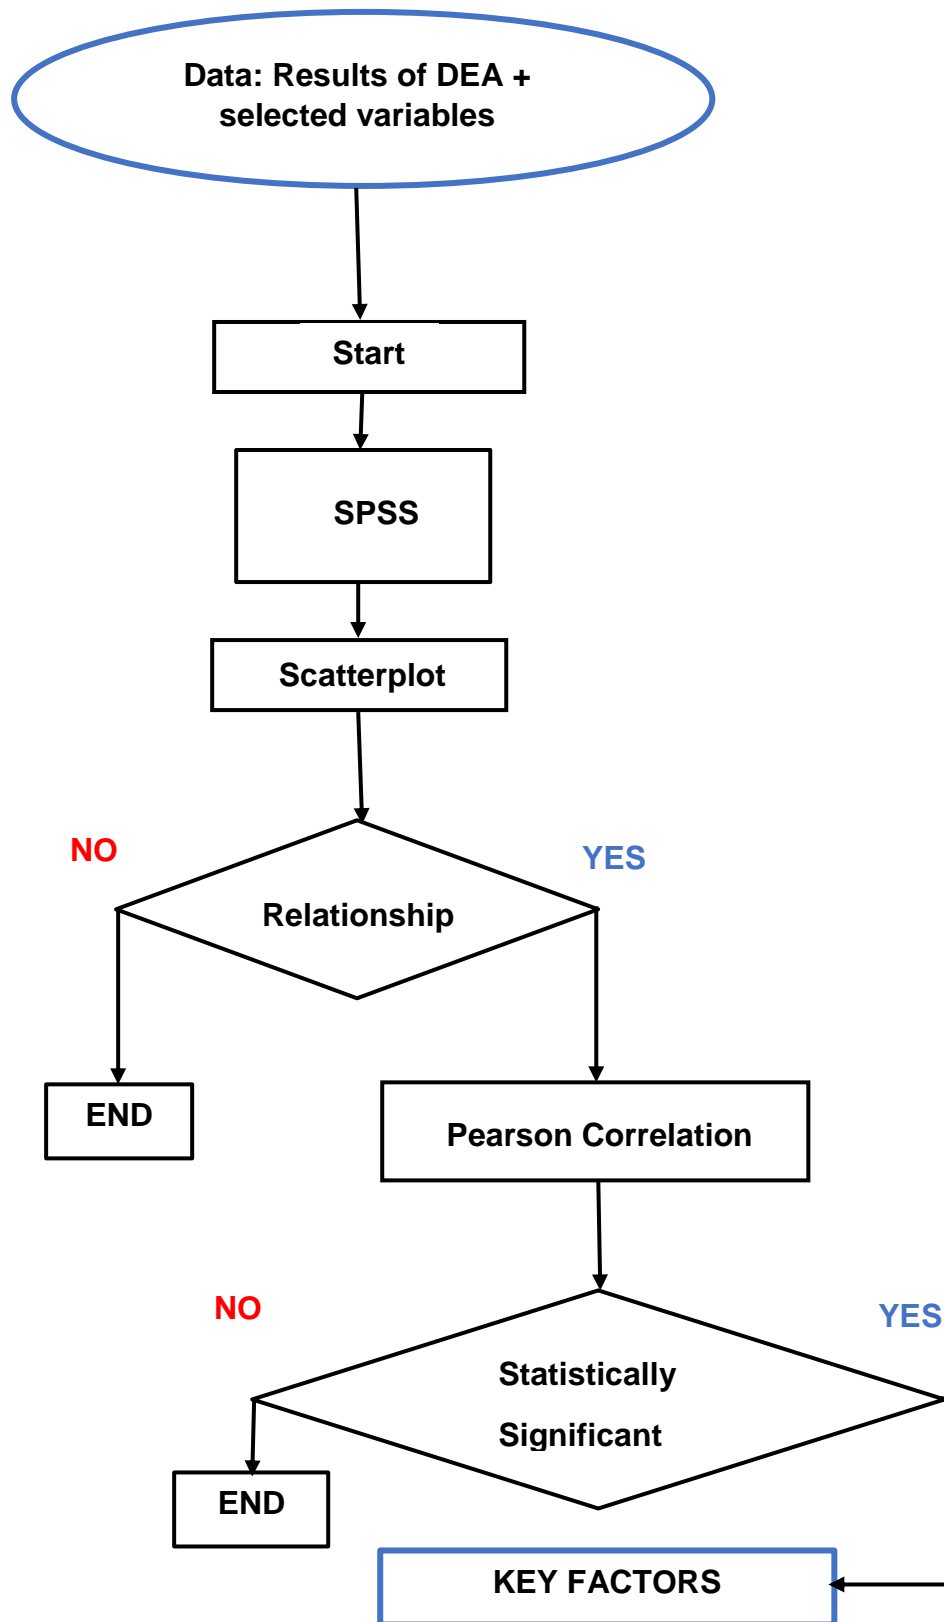 Data: Results of DEA +
selected variables
Start
SPSS
Scatterplot
NO
YES
Relationship
END
Pearson Correlation
NO
YES
Statistically
Significant
END
KEY FACTORS